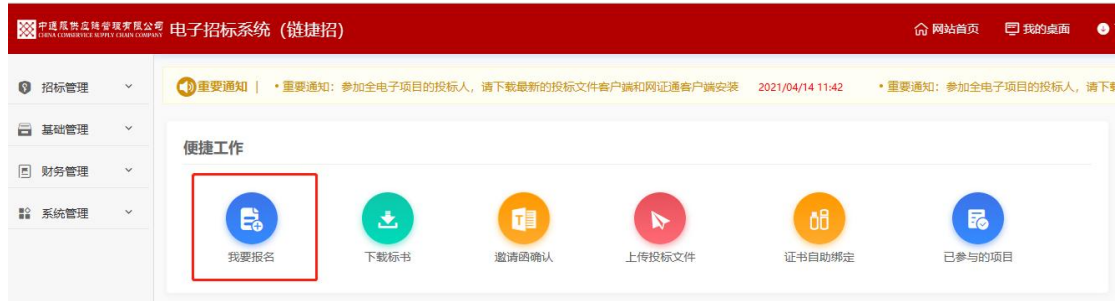 中通服供应链管理有限公司
CHINA COMSERVICE SUPPLY CHAIN COMPANY
电子招标系统（链捷招）
网站首页
我的桌面
招标管理
基础管理
财务管理
系统管理
重要通知 | •重要通知：参加全电子项目的投标人，请下载最新的投标文件客户端和网证通客户端安装 2021/04/14 11:42 •重要通知：参加全电子项目的投标人，请下载
便捷工作
我要报名
下载标书
邀请函确认
上传投标文件
证书自助绑定
已参与的项目